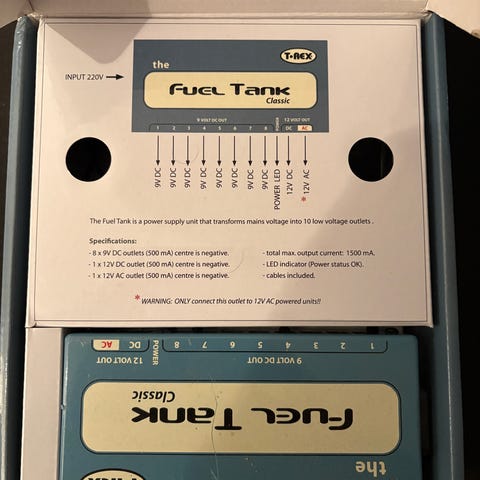 T-REX
INPUT 220V
the
FUEL TANK
Classic
9 VOLT DC OUT
POWER
12 VOLT OUT
1 2 3 4 5 6 7 8 DC AC
9V DC
9V DC
9V DC
9V DC
9V DC
9V DC
9V DC
9V DC
POWER LED
12V DC
* 12V AC
The Fuel Tank is a power supply unit that transforms mains voltage into 10 low voltage outlets .
Specifications:
- 8 x 9V DC outlets (500 mA) centre is negative.
- 1 x 12V DC outlet (500 mA) centre is negative.
- 1 x 12V AC outlet (500 mA) centre is negative.
- total max. output current: 1500 mA.
- LED indicator (Power status OK).
- cables included.
* WARNING: ONLY connect this outlet to 12V AC powered units!!
T-REX
the
FUEL TANK
Classic
9 VOLT DC OUT
POWER
12 VOLT OUT
1 2 3 4 5 6 7 8 DC AC